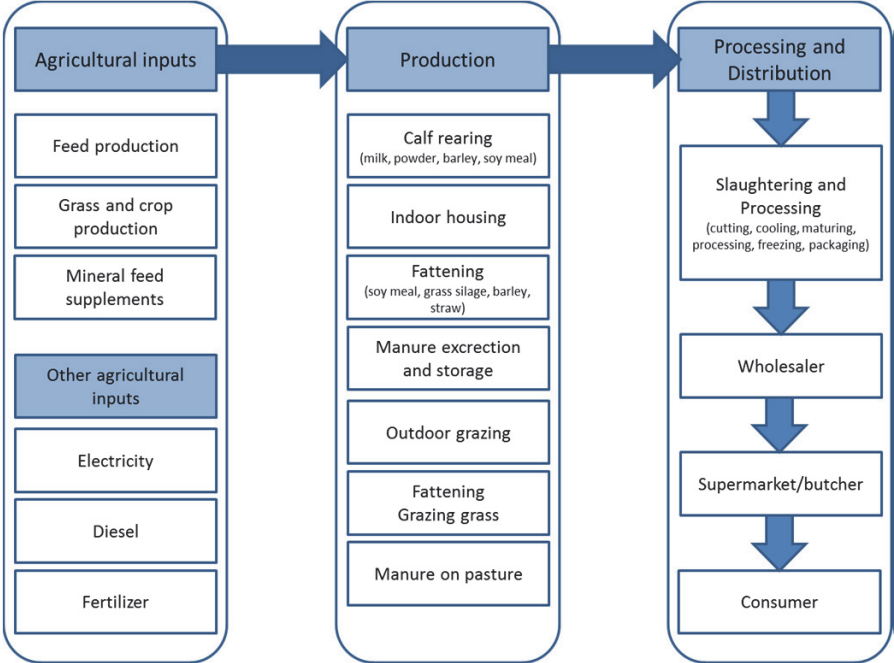 Agricultural inputs
Feed production
Grass and crop
production
Mineral feed
supplements
Other agricultural
inputs
Electricity
Diesel
Fertilizer
Production
Calf rearing
(milk, powder, barley, soy meal)
Indoor housing
Fattening
(soy meal, grass silage, barley,
straw)
Manure excrection
and storage
Outdoor grazing
Fattening
Grazing grass
Manure on pasture
Processing and
Distribution
Slaughtering and
Processing
(cutting, cooling, maturing,
processing, freezing, packaging)
Wholesaler
Supermarket/butcher
Consumer